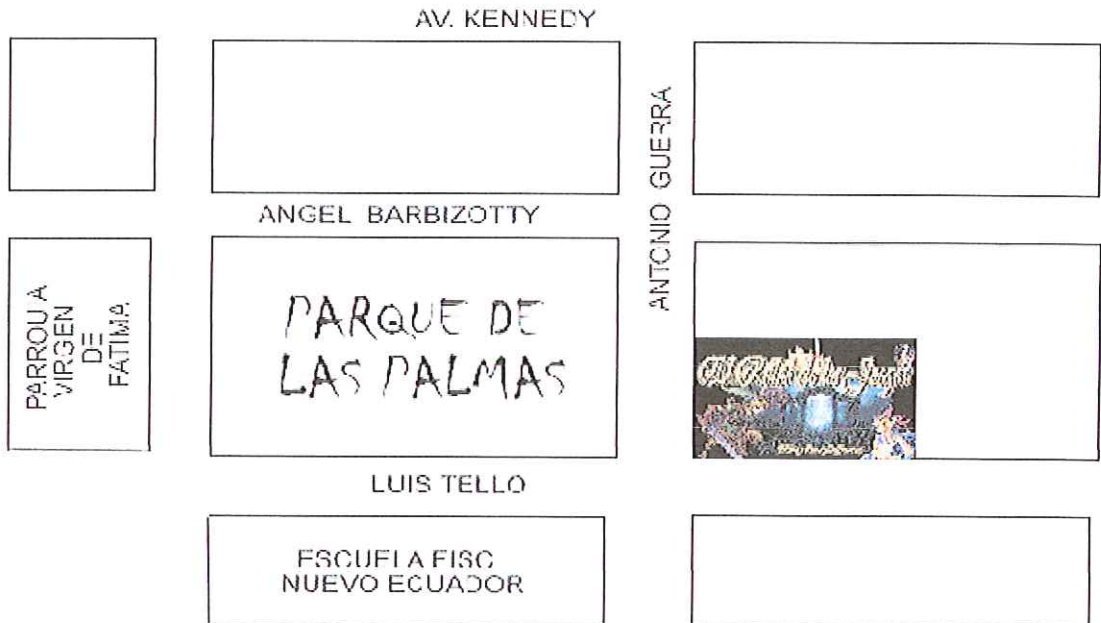 AV. KENNEDY
ANTONIO GUERRA
ANGEL BARBIZOTTY
PARROU A
VIRGEN
DE
FATIMA
PARQUE DE
LAS PALMAS
LUIS TELLO
ESCUELA FISC
NUEVO ECUADOR